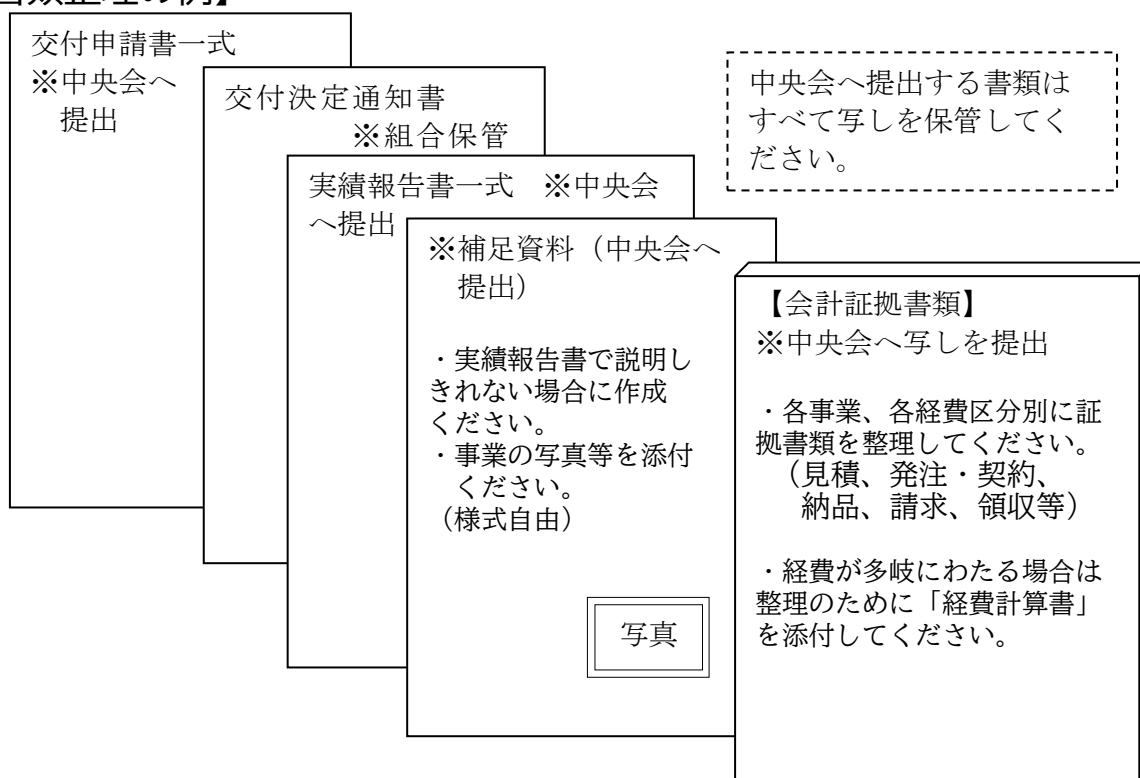 書類整理の例】
交付申請書一式
※中央会へ
提出
交付決定通知書
※組合保管
実績報告書一式　※中央会
へ提出
※補足資料（中央会へ
提出）
・実績報告書で説明し
きれない場合に作成
ください。
・事業の写真等を添付
ください。
（様式自由）
写真
中央会へ提出する書類は
すべて写しを保管してく
ださい。
【会計証拠書類】
※中央会へ写しを提出
・各事業、各経費区分別に証
拠書類を整理してください。
（見積、発注・契約、
納品、請求、領収等）
・経費が多岐にわたる場合は
整理のために「経費計算書」
を添付してください。